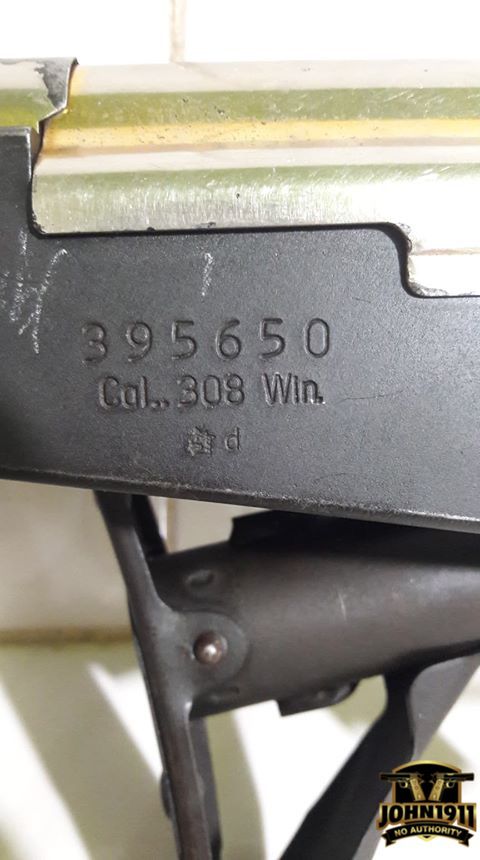 395650
Cal..308 Win.
d
JOHN1911
NO AUTHORITY